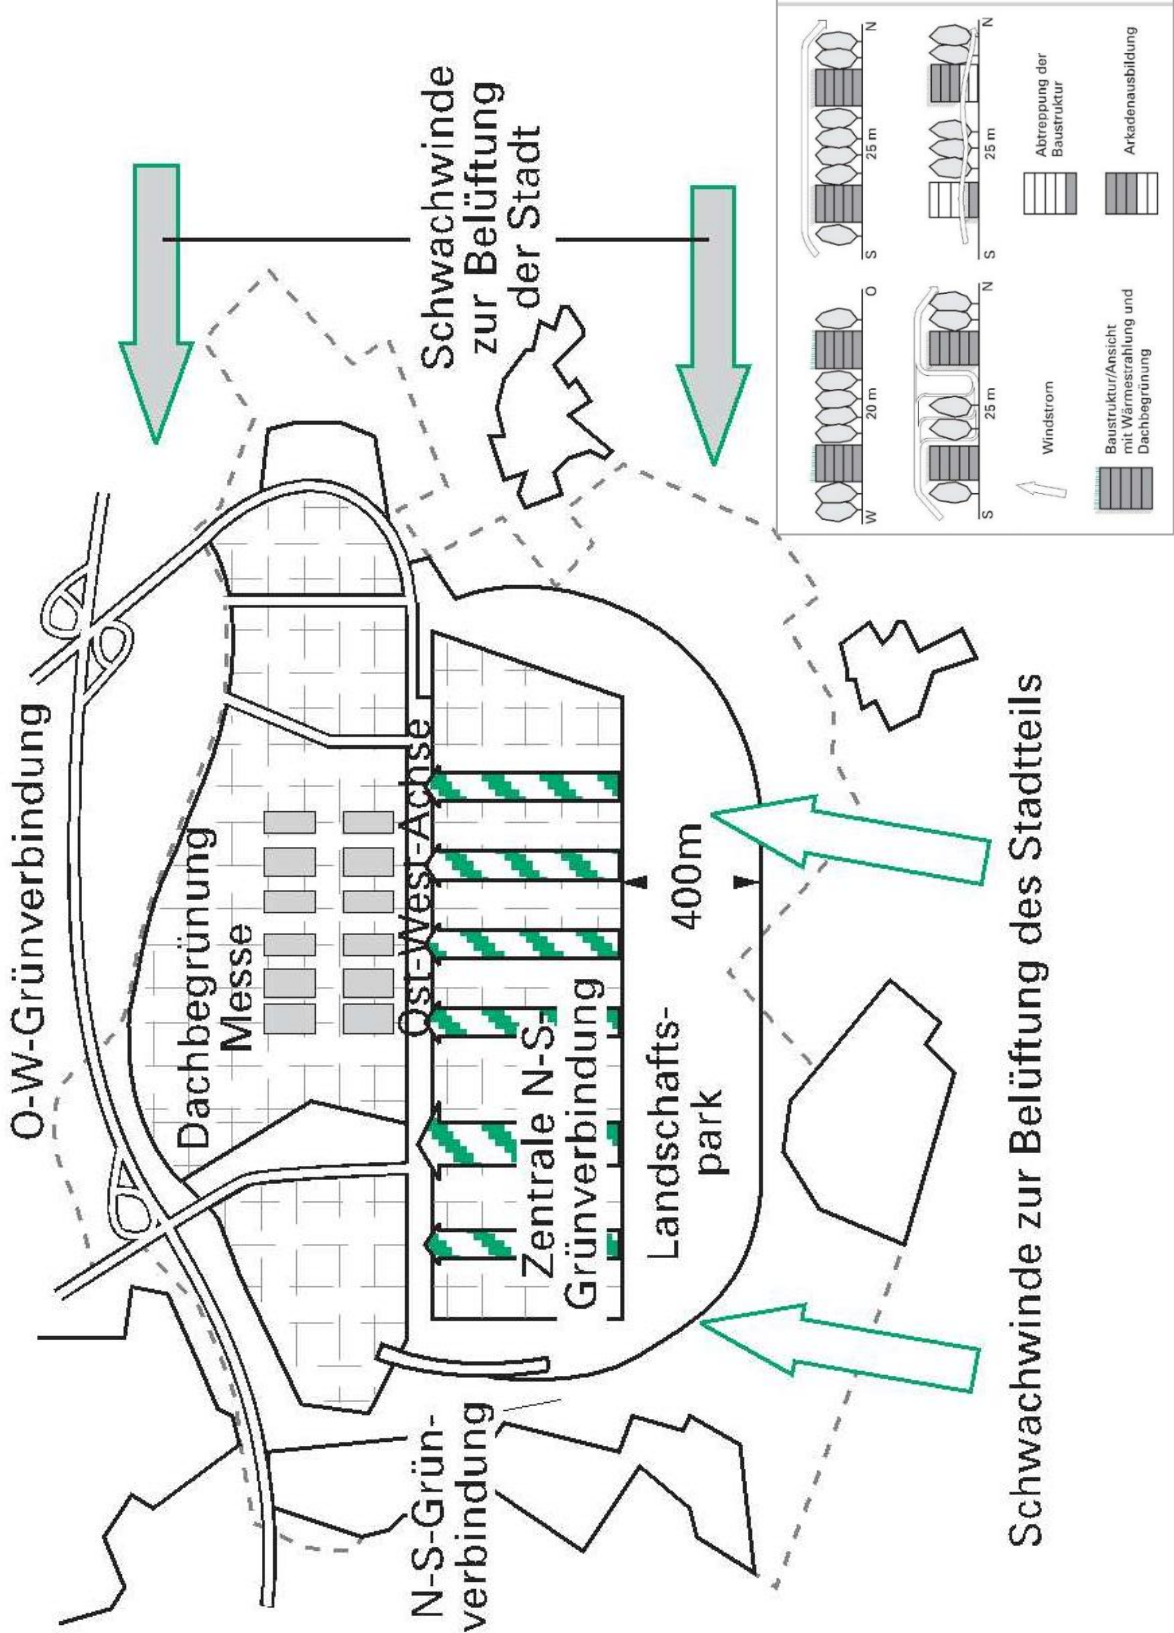 O-W-Grünverbindung
Dachbegrünung
Messe
Ost-West-Achse
Zentrale N-S-
Grünverbindung
400m
Landschafts-
park
N-S-Grün-
verbindung
Schwachwinde
zur Belüftung
der Stadt
Schwachwinde zur Belüftung des Stadtteils
W 20 m O
S 25 m N
S 25 m N
S 25 m N
Windstrom
Abtreppung der
Baustruktur
Baustruktur/Ansicht
mit Wärmestrahlung und
Dachbegrünung
Arkadenausbildung